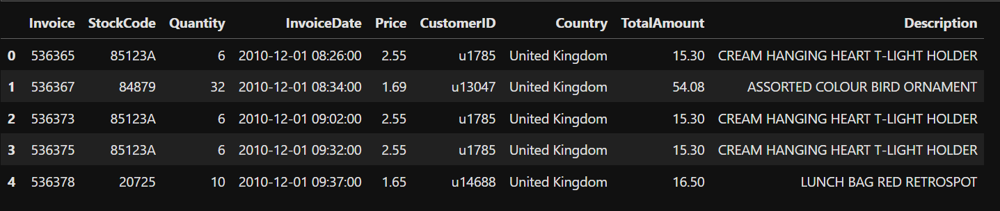 Invoice StockCode Quantity InvoiceDate Price CustomerID Country TotalAmount Description
0 536365 85123A 6 2010-12-01 08:26:00 2.55 u1785 United Kingdom 15.30 CREAM HANGING HEART T-LIGHT HOLDER
1 536367 84879 32 2010-12-01 08:34:00 1.69 u13047 United Kingdom 54.08 ASSORTED COLOUR BIRD ORNAMENT
2 536373 85123A 6 2010-12-01 09:02:00 2.55 u1785 United Kingdom 15.30 CREAM HANGING HEART T-LIGHT HOLDER
3 536375 85123A 6 2010-12-01 09:32:00 2.55 u1785 United Kingdom 15.30 CREAM HANGING HEART T-LIGHT HOLDER
4 536378 20725 10 2010-12-01 09:37:00 1.65 u14688 United Kingdom 16.50 LUNCH BAG RED RETROSPOT